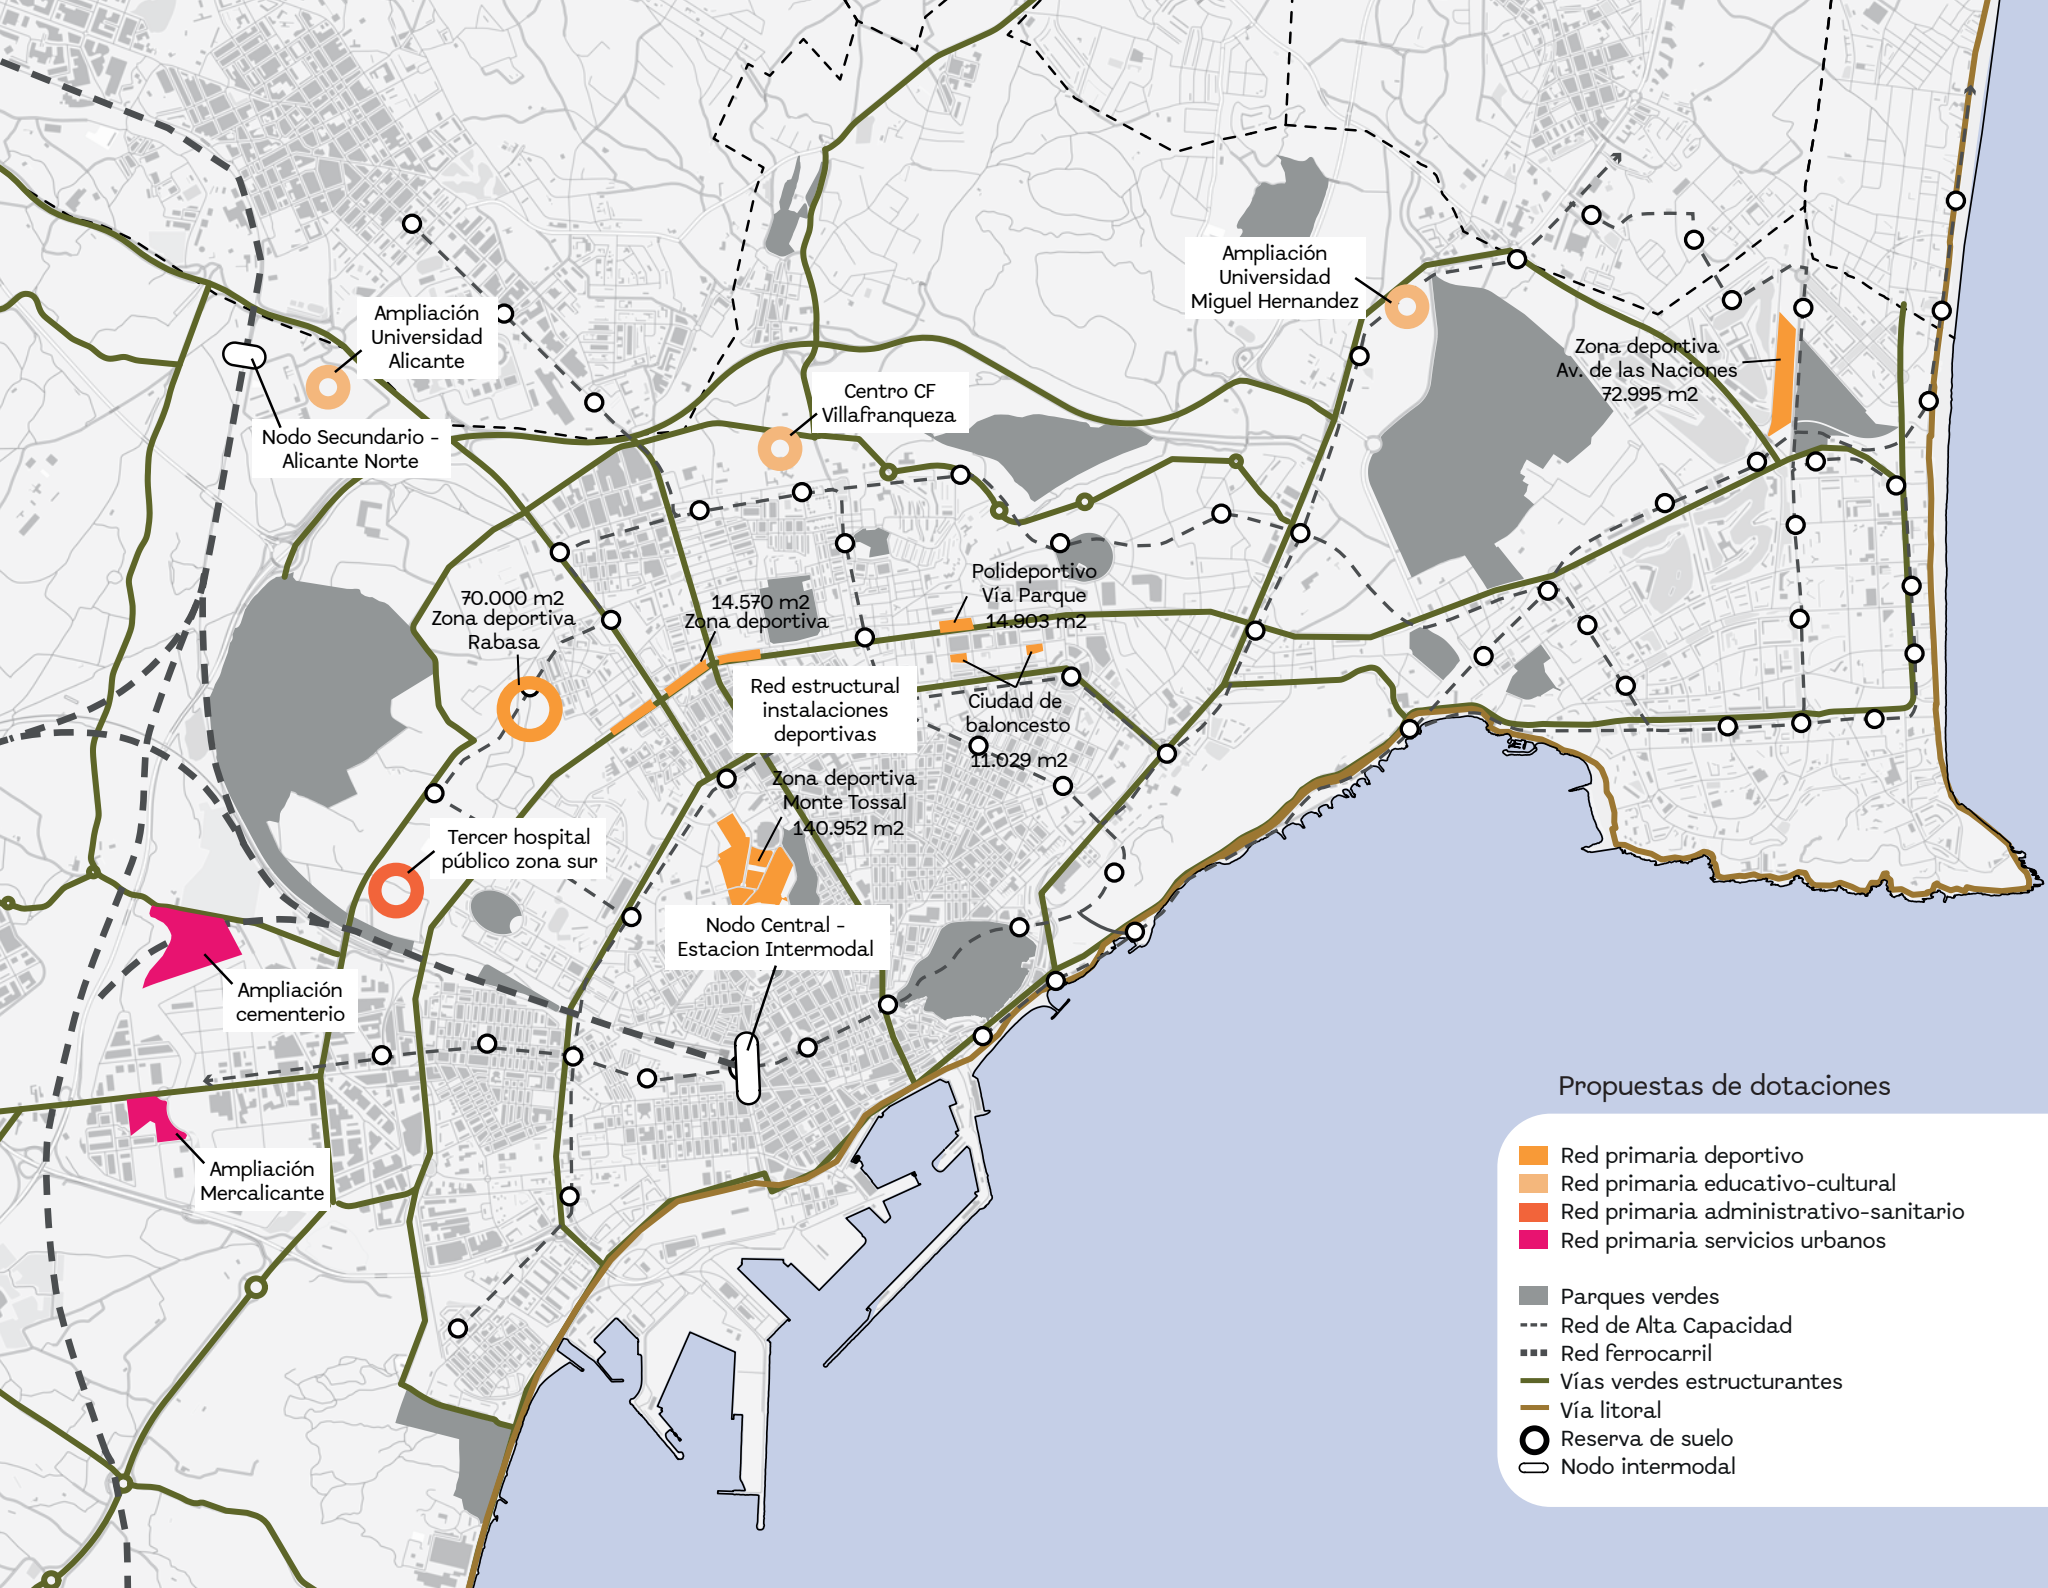 Ampliación
Universidad
Miguel Hernandez
Ampliación
Universidad
Alicante
Zona deportiva
Av. de las Naciones
72.995 m2
Centro CF
Villafranqueza
Nodo Secundario -
Alicante Norte
Polideportivo
Vía Parque
14.903 m2
70.000 m2
Zona deportiva
Rabasa
14.570 m2
Zona deportiva
Red estructural
instalaciones
deportivas
Ciudad de
baloncesto
11.029 m2
Zona deportiva
Monte Tossal
140.952 m2
Tercer hospital
público zona sur
Nodo Central -
Estacion Intermodal
Ampliación
cementerio
Ampliación
Mercalicante
Propuestas de dotaciones
Red primaria deportivo
Red primaria educativo-cultural
Red primaria administrativo-sanitario
Red primaria servicios urbanos
Parques verdes
Red de Alta Capacidad
Red ferrocarril
Vías verdes estructurantes
Vía litoral
Reserva de suelo
Nodo intermodal